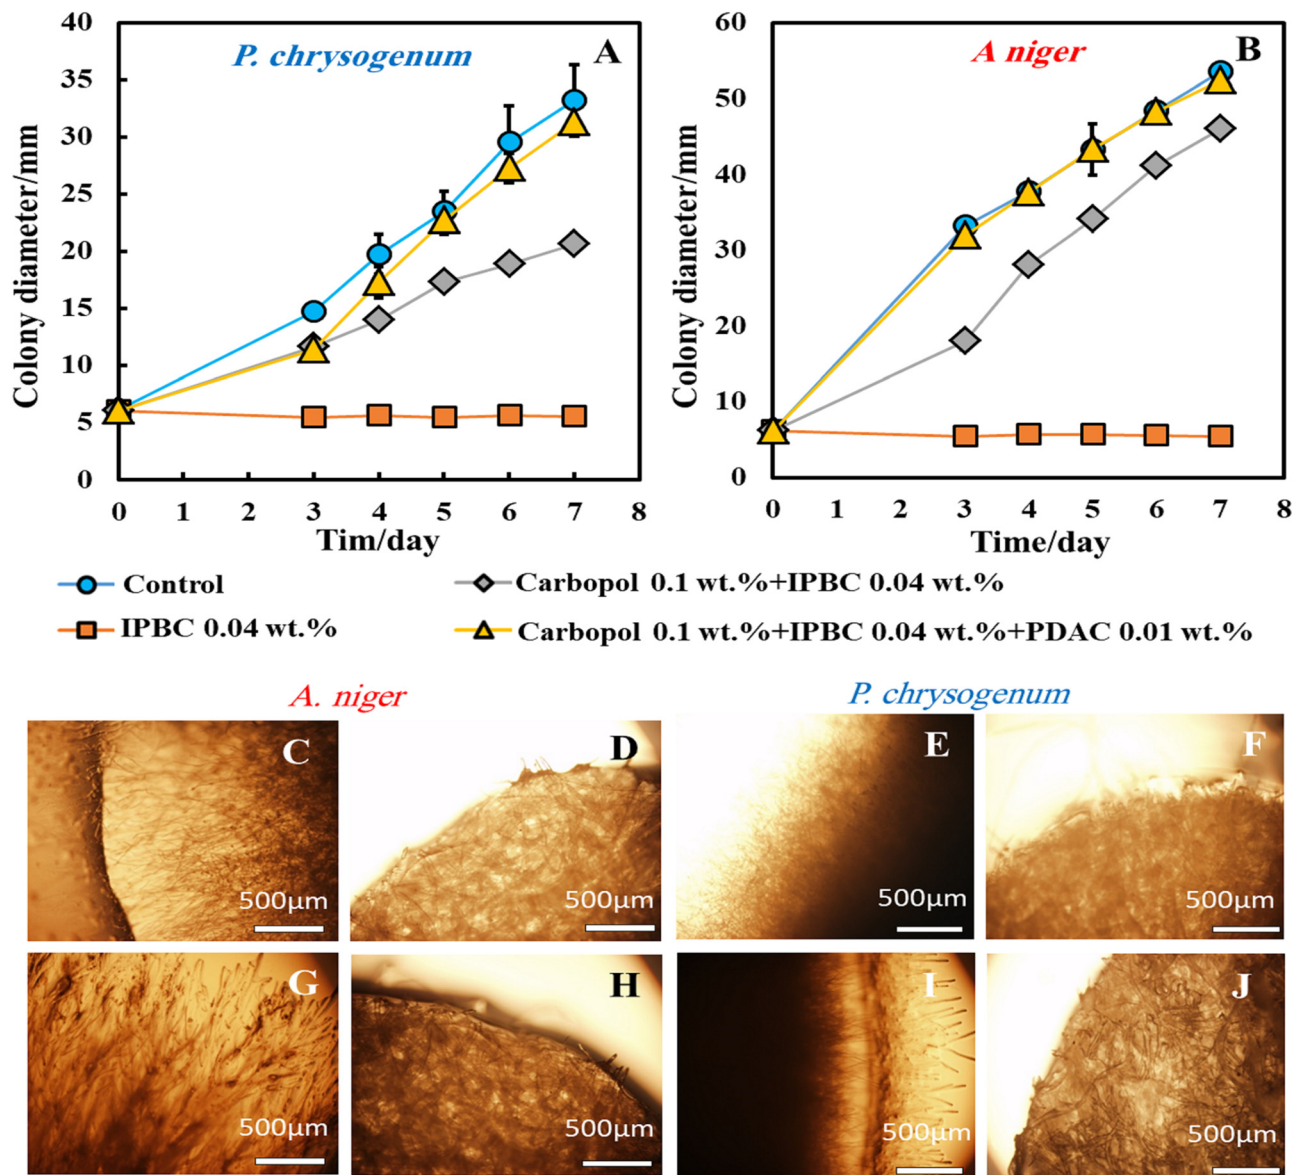 P. chrysogenum A
Colony diameter/mm
40
35
30
25
20
15
10
5
0
0 1 2 3 4 5 6 7 8
Tim/day
A niger B
Colony diameter/mm
60
50
40
30
20
10
0
0 1 2 3 4 5 6 7 8
Time/day
Control
Carbopol 0.1 wt.%+IPBC 0.04 wt.%
IPBC 0.04 wt.%
Carbopol 0.1 wt.%+IPBC 0.04 wt.%+PDAC 0.01 wt.%
A. niger
P. chrysogenum
C
500μm
D
500μm
E
500μm
F
500μm
G
500μm
H
500μm
I
500μm
J
500μm